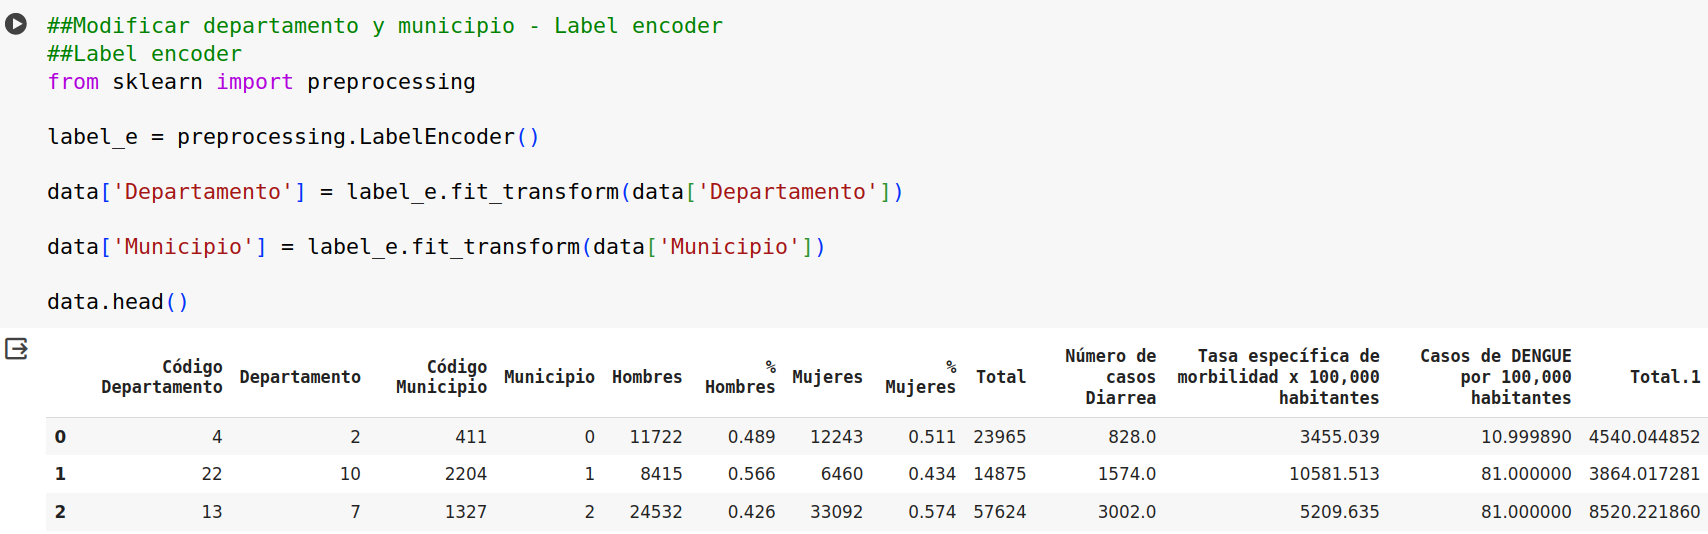 ##Modificar departamento y municipio - Label encoder
##Label encoder
from sklearn import preprocessing
label_e = preprocessing.LabelEncoder()
data['Departamento'] = label_e.fit_transform(data['Departamento'])
data['Municipio'] = label_e.fit_transform(data['Municipio'])
data.head()
Código Departamento Departamento Código Municipio Municipio Hombres % Hombres Mujeres % Mujeres Total Número de casos Diarrea Tasa específica de morbilidad x 100,000 habitantes Casos de DENGUE por 100,000 habitantes Total.1
0 4 2 411 0 11722 0.489 12243 0.511 23965 828.0 3455.039 10.999890 4540.044852
1 22 10 2204 1 8415 0.566 6460 0.434 14875 1574.0 10581.513 81.000000 3864.017281
2 13 7 1327 2 24532 0.426 33092 0.574 57624 3002.0 5209.635 81.000000 8520.221860